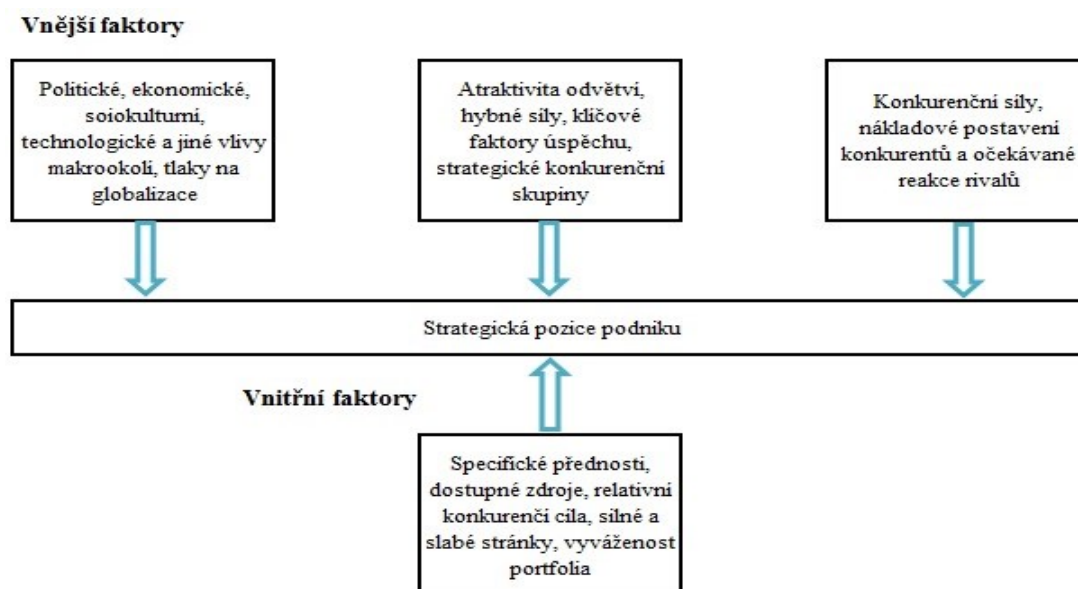 Vnější faktory
Politické, ekonomické,
soiokulturní,
technologické a jiné vlivy
makrookolí, tlaky na
globalizace
Atraktivita odvětví,
hybné síly, klíčové
faktory úspěchu,
strategické konkurenční
skupiny
Konkurenční síly,
nákladové postavení
konkurentů a očekávané
reakce rivalů
Strategická pozice podniku
Vnitřní faktory
Specifické přednosti,
dostupné zdroje, relativní
konkurenčí cíla, silné a
slabé stránky, vyváženost
portfolia